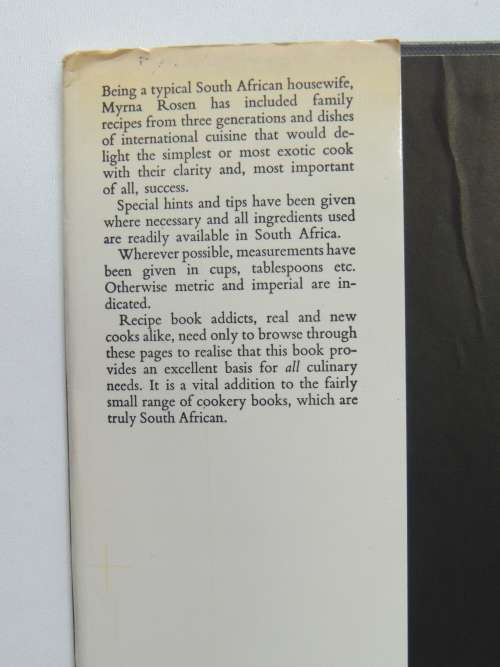 Being a typical South African housewife,
Myrna Rosen has included family
recipes from three generations and dishes
of international cuisine that would de-
light the simplest or most exotic cook
with their clarity and, most important
of all, success.
Special hints and tips have been given
where necessary and all ingredients used
are readily available in South Africa.
Wherever possible, measurements have
been given in cups, tablespoons etc.
Otherwise metric and imperial are in-
dicated.
Recipe book addicts, real and new
cooks alike, need only to browse through
these pages to realise that this book pro-
vides an excellent basis for all culinary
needs. It is a vital addition to the fairly
small range of cookery books, which are
truly South African.